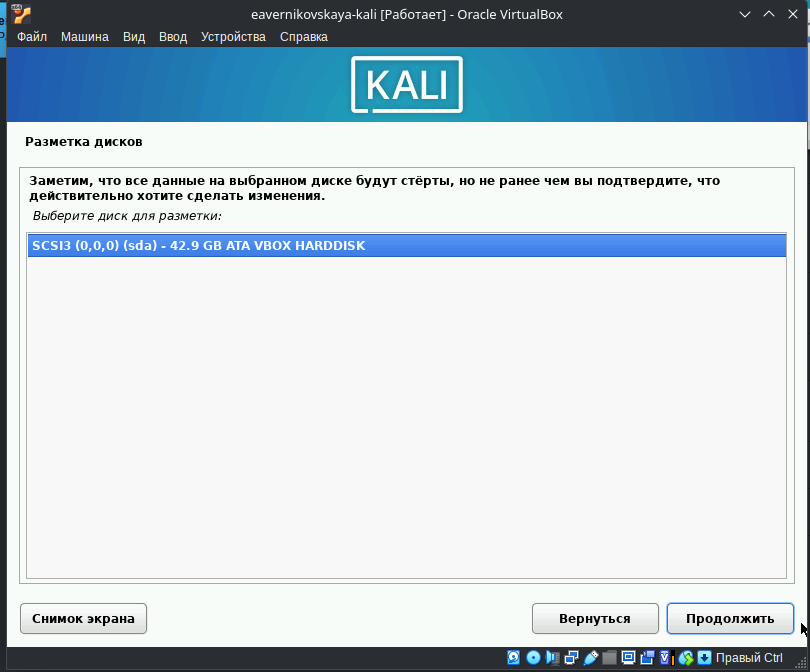 eavernikovskaya-kali [Работает] - Oracle VirtualBox
Файл Машина Вид Ввод Устройства Справка
KALI
Разметка дисков
Заметим, что все данные на выбранном диске будут стёрты, но не ранее чем вы подтвердите, что
действительно хотите сделать изменения.
Выберите диск для разметки:
SCSI3 (0,0,0) (sda) - 42.9 GB ATA VBOX HARDDISK
Снимок экрана Вернуться Продолжить
Правый Ctrl